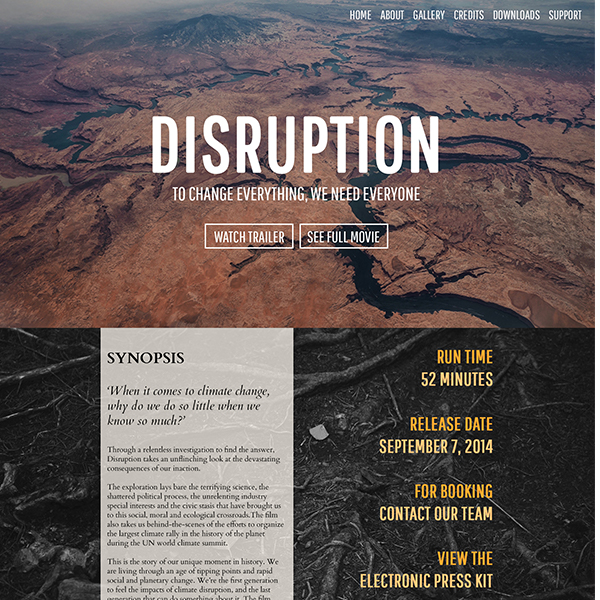 HOME ABOUT GALLERY CREDITS DOWNLOADS SUPPORT
DISRUPTION
TO CHANGE EVERYTHING, WE NEED EVERYONE
WATCH TRAILER SEE FULL MOVIE
SYNOPSIS
‘When it comes to climate change,
why do we do so little when we
know so much?’
Through a relentless investigation to find the answer,
Disruption takes an unflinching look at the devastating
consequences of our inaction.
The exploration lays bare the terrifying science, the
shattered political process, the unrelenting industry
special interests and the civic stasis that have brought us
to this social, moral and ecological crossroads.The film
also takes us behind-the-scenes of the efforts to organize
the largest climate rally in the history of the planet
during the UN world climate summit.
This is the story of our unique moment in history. We
are living through an age of tipping points and rapid
social and planetary change. We're the first generation
to feel the impacts of climate disruption, and the last
generation that can do something about it. The film
RUN TIME
52 MINUTES
RELEASE DATE
SEPTEMBER 7, 2014
FOR BOOKING
CONTACT OUR TEAM
VIEW THE
ELECTRONIC PRESS KIT